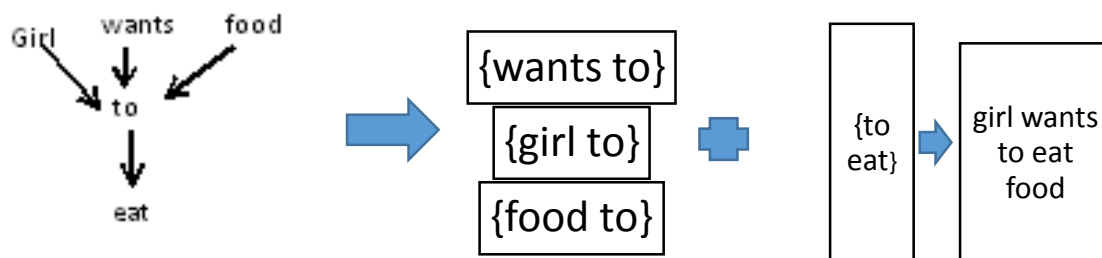 Girl wants food
to
eat
{wants to}
{girl to}
{food to}
{to
eat}
girl wants
to eat
food